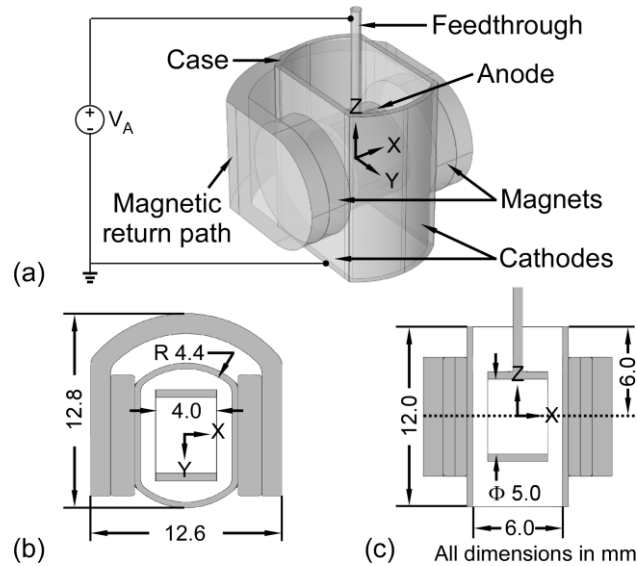 Feedthrough
Case
Anode
Z
X
Y
+
-
V_A
Magnetic
return path
Magnets
Cathodes
(a)
R 4.4
4.0
X
Y
12.8
12.6
(b)
Z
X
12.0
6.0
Φ 5.0
6.0
(c)
All dimensions in mm